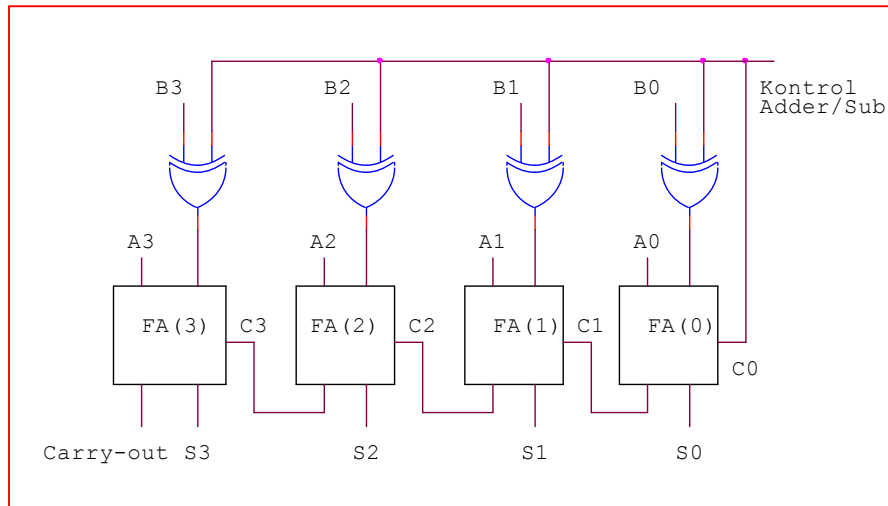 B3 B2 B1 B0 Kontrol
Adder/Sub
A3 A2 A1 A0
FA(3) C3 FA(2) C2 FA(1) C1 FA(0)
C0
Carry-out S3 S2 S1 S0